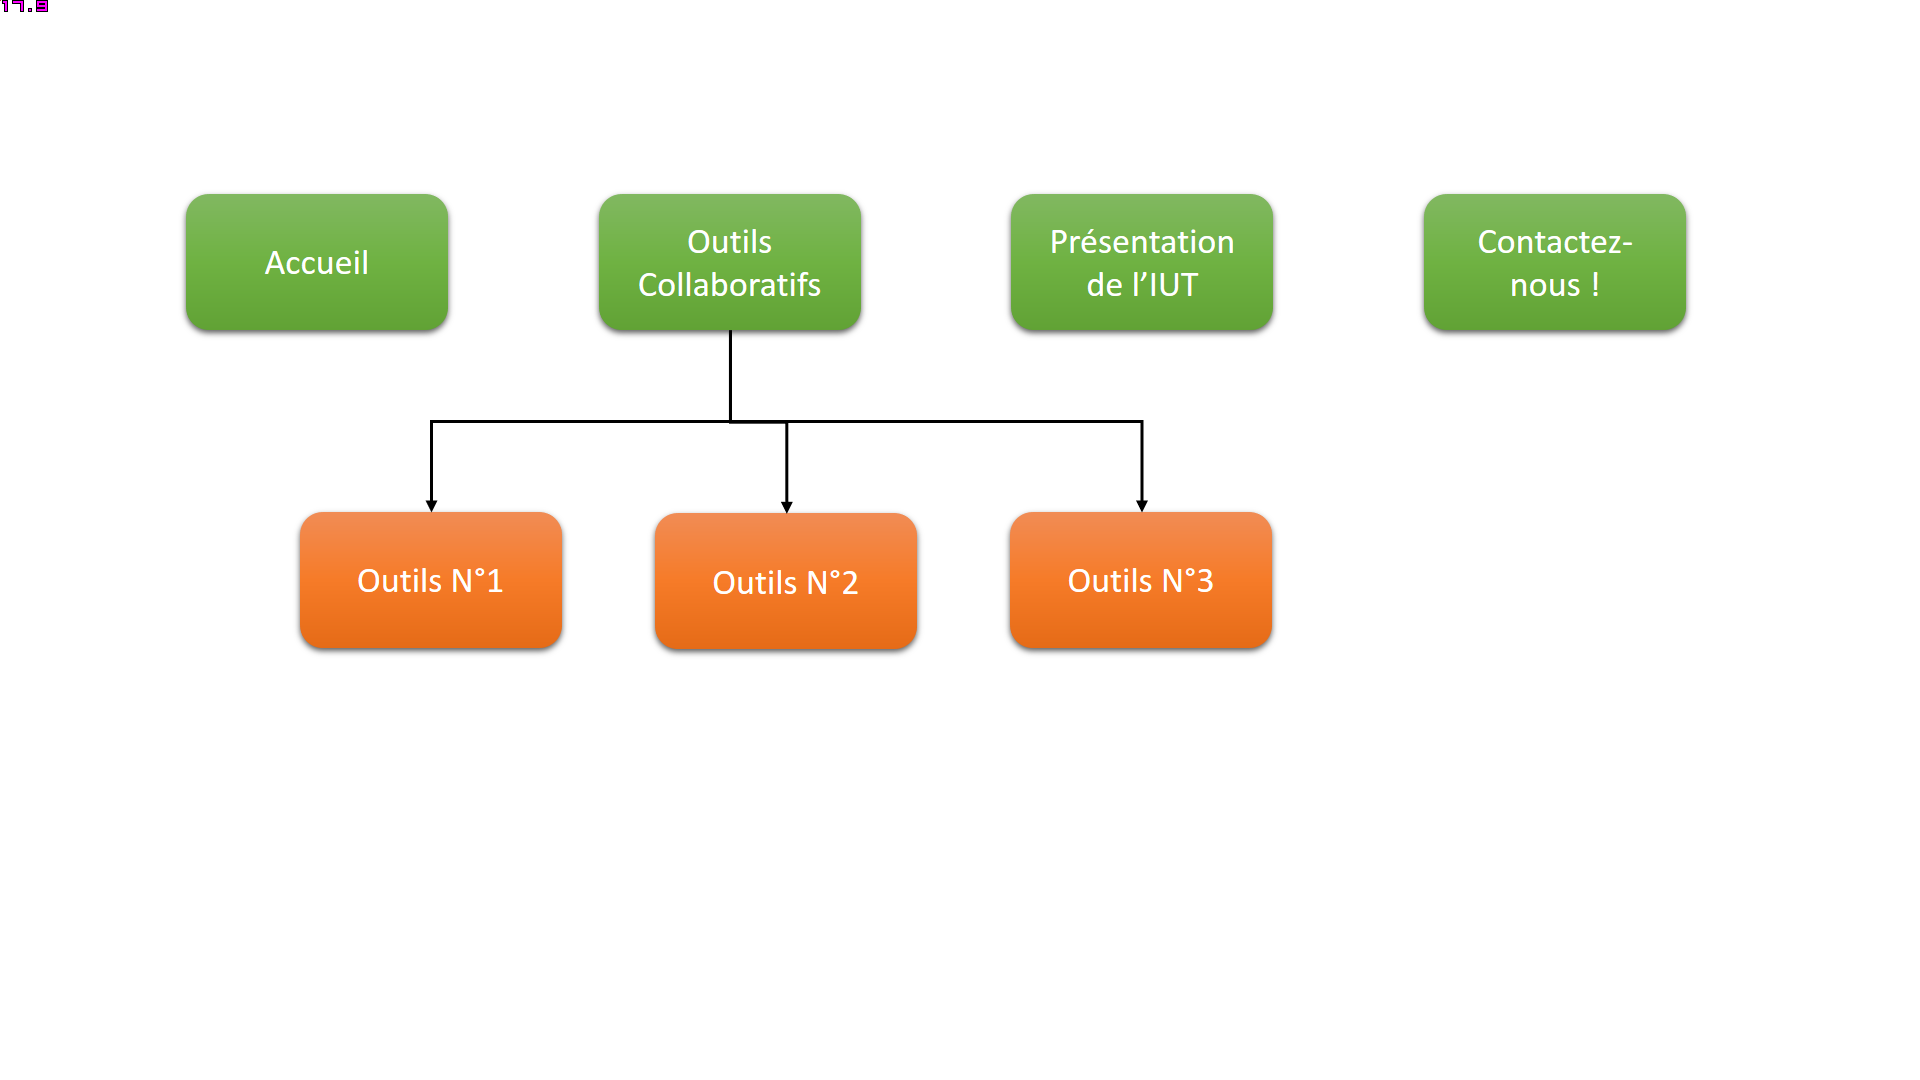 Accueil
Outils
Collaboratifs
Présentation
de l’IUT
Contactez-
nous !
Outils N°1
Outils N°2
Outils N°3